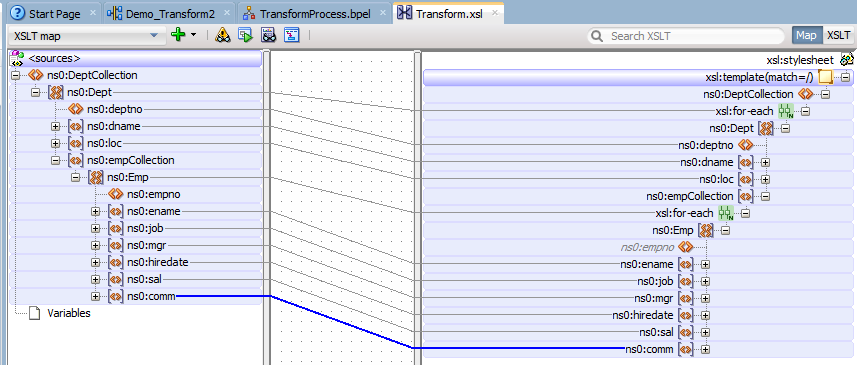 Start Page Demo_Transform2 TransformProcess.bpel Transform.xsl
XSLT map Search XSLT Map XSLT
<sources>
ns0:DeptCollection
ns0:Dept
ns0:deptno
ns0:dname
ns0:loc
ns0:empCollection
ns0:Emp
ns0:empno
ns0:ename
ns0:job
ns0:mgr
ns0:hiredate
ns0:sal
ns0:comm
Variables
xsl:stylesheet
xsl:template(match=/)
ns0:DeptCollection
xsl:for-each
ns0:Dept
ns0:deptno
ns0:dname
ns0:loc
ns0:empCollection
xsl:for-each
ns0:Emp
ns0:empno
ns0:ename
ns0:job
ns0:mgr
ns0:hiredate
ns0:sal
ns0:comm